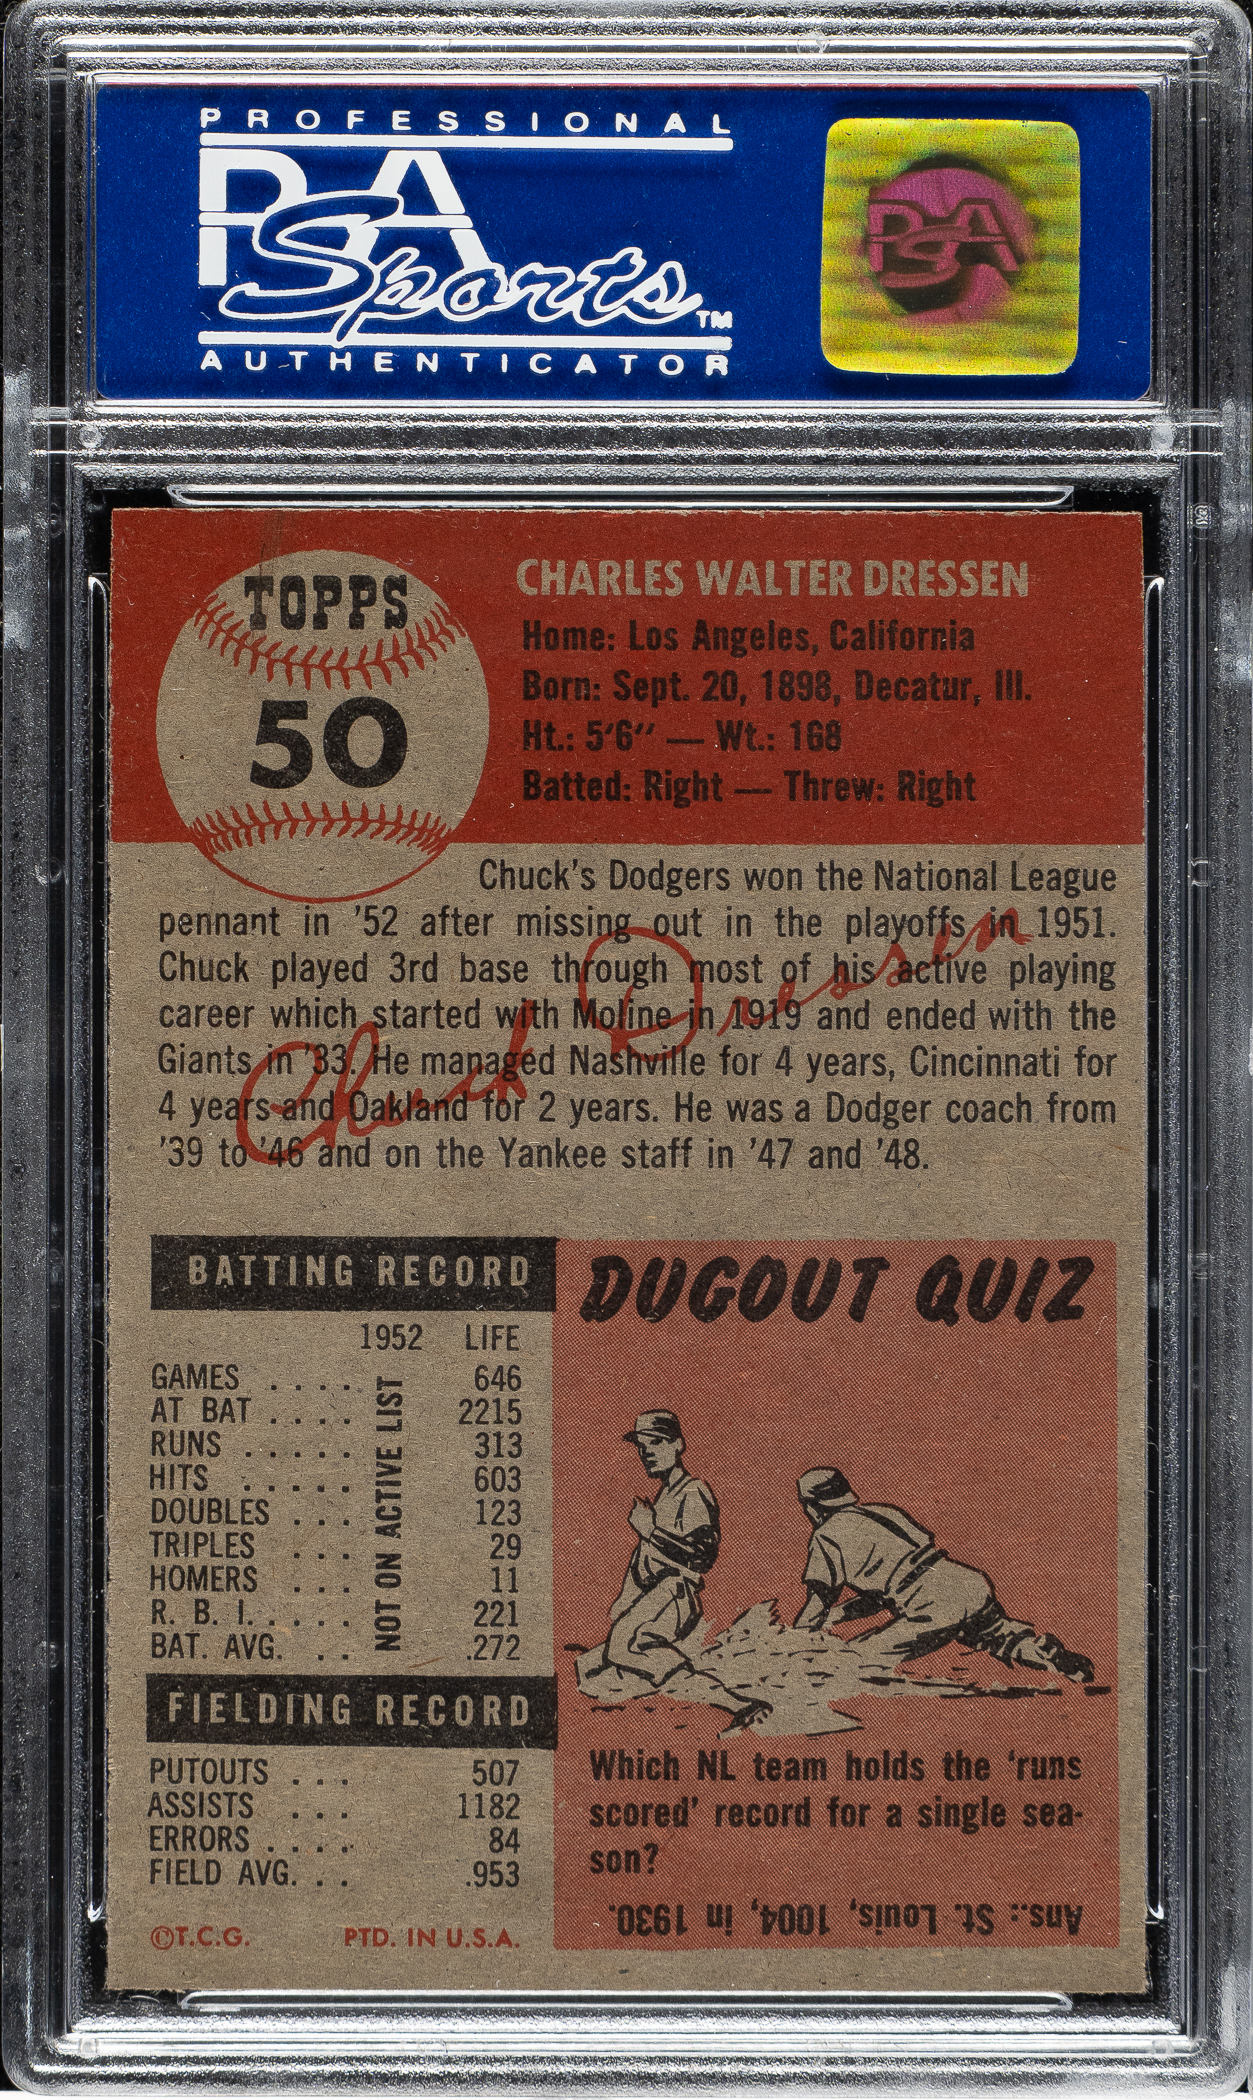 PROFESSIONAL
PSA
Sports™
AUTHENTICATOR
PSA
TOPPS
50
CHARLES WALTER DRESSEN
Home: Los Angeles, California
Born: Sept. 20, 1898, Decatur, Ill.
Ht.: 5'6" — Wt.: 168
Batted: Right — Threw: Right
Chuck's Dodgers won the National League
pennant in '52 after missing out in the playoffs in 1951.
Chuck played 3rd base through most of his active playing
career which started with Moline in 1919 and ended with the
Giants in '33. He managed Nashville for 4 years, Cincinnati for
4 years and Oakland for 2 years. He was a Dodger coach from
'39 to '46 and on the Yankee staff in '47 and '48.
Chuck Dressen
BATTING RECORD
1952 LIFE
GAMES . . . . 646
AT BAT . . . . 2215
RUNS . . . . . 313
HITS . . . . . 603
DOUBLES . . . 123
TRIPLES . . . 29
HOMERS . . . 11
R. B. I. . . . . . 221
BAT. AVG. . . .272
NOT ON ACTIVE LIST
FIELDING RECORD
PUTOUTS . . . 507
ASSISTS . . . 1182
ERRORS . . . . 84
FIELD AVG. . . .953
©T.C.G. PTD. IN U.S.A.
DUGOUT QUIZ
Which NL team holds the 'runs
scored' record for a single sea-
son?
Ans.: St. Louis, 1004, in 1930.